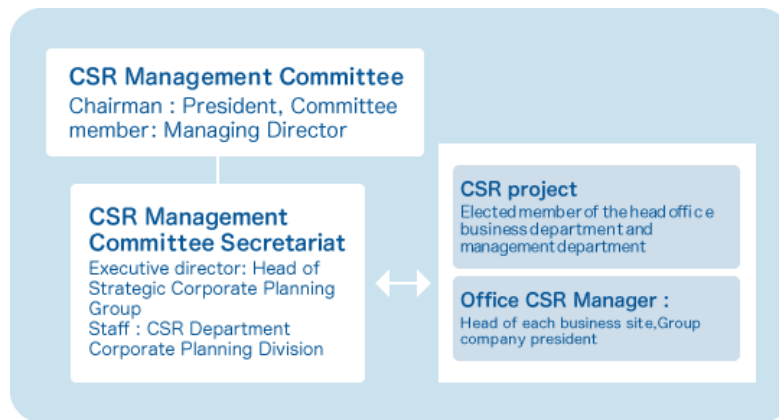 CSR Management Committee
Chairman : President, Committee
member: Managing Director
CSR Management
Committee Secretariat
Executive director: Head of
Strategic Corporate Planning
Group
Staff : CSR Department
Corporate Planning Division
CSR project
Elected member of the head office
business department and
management department
Office CSR Manager :
Head of each business site,Group
company president